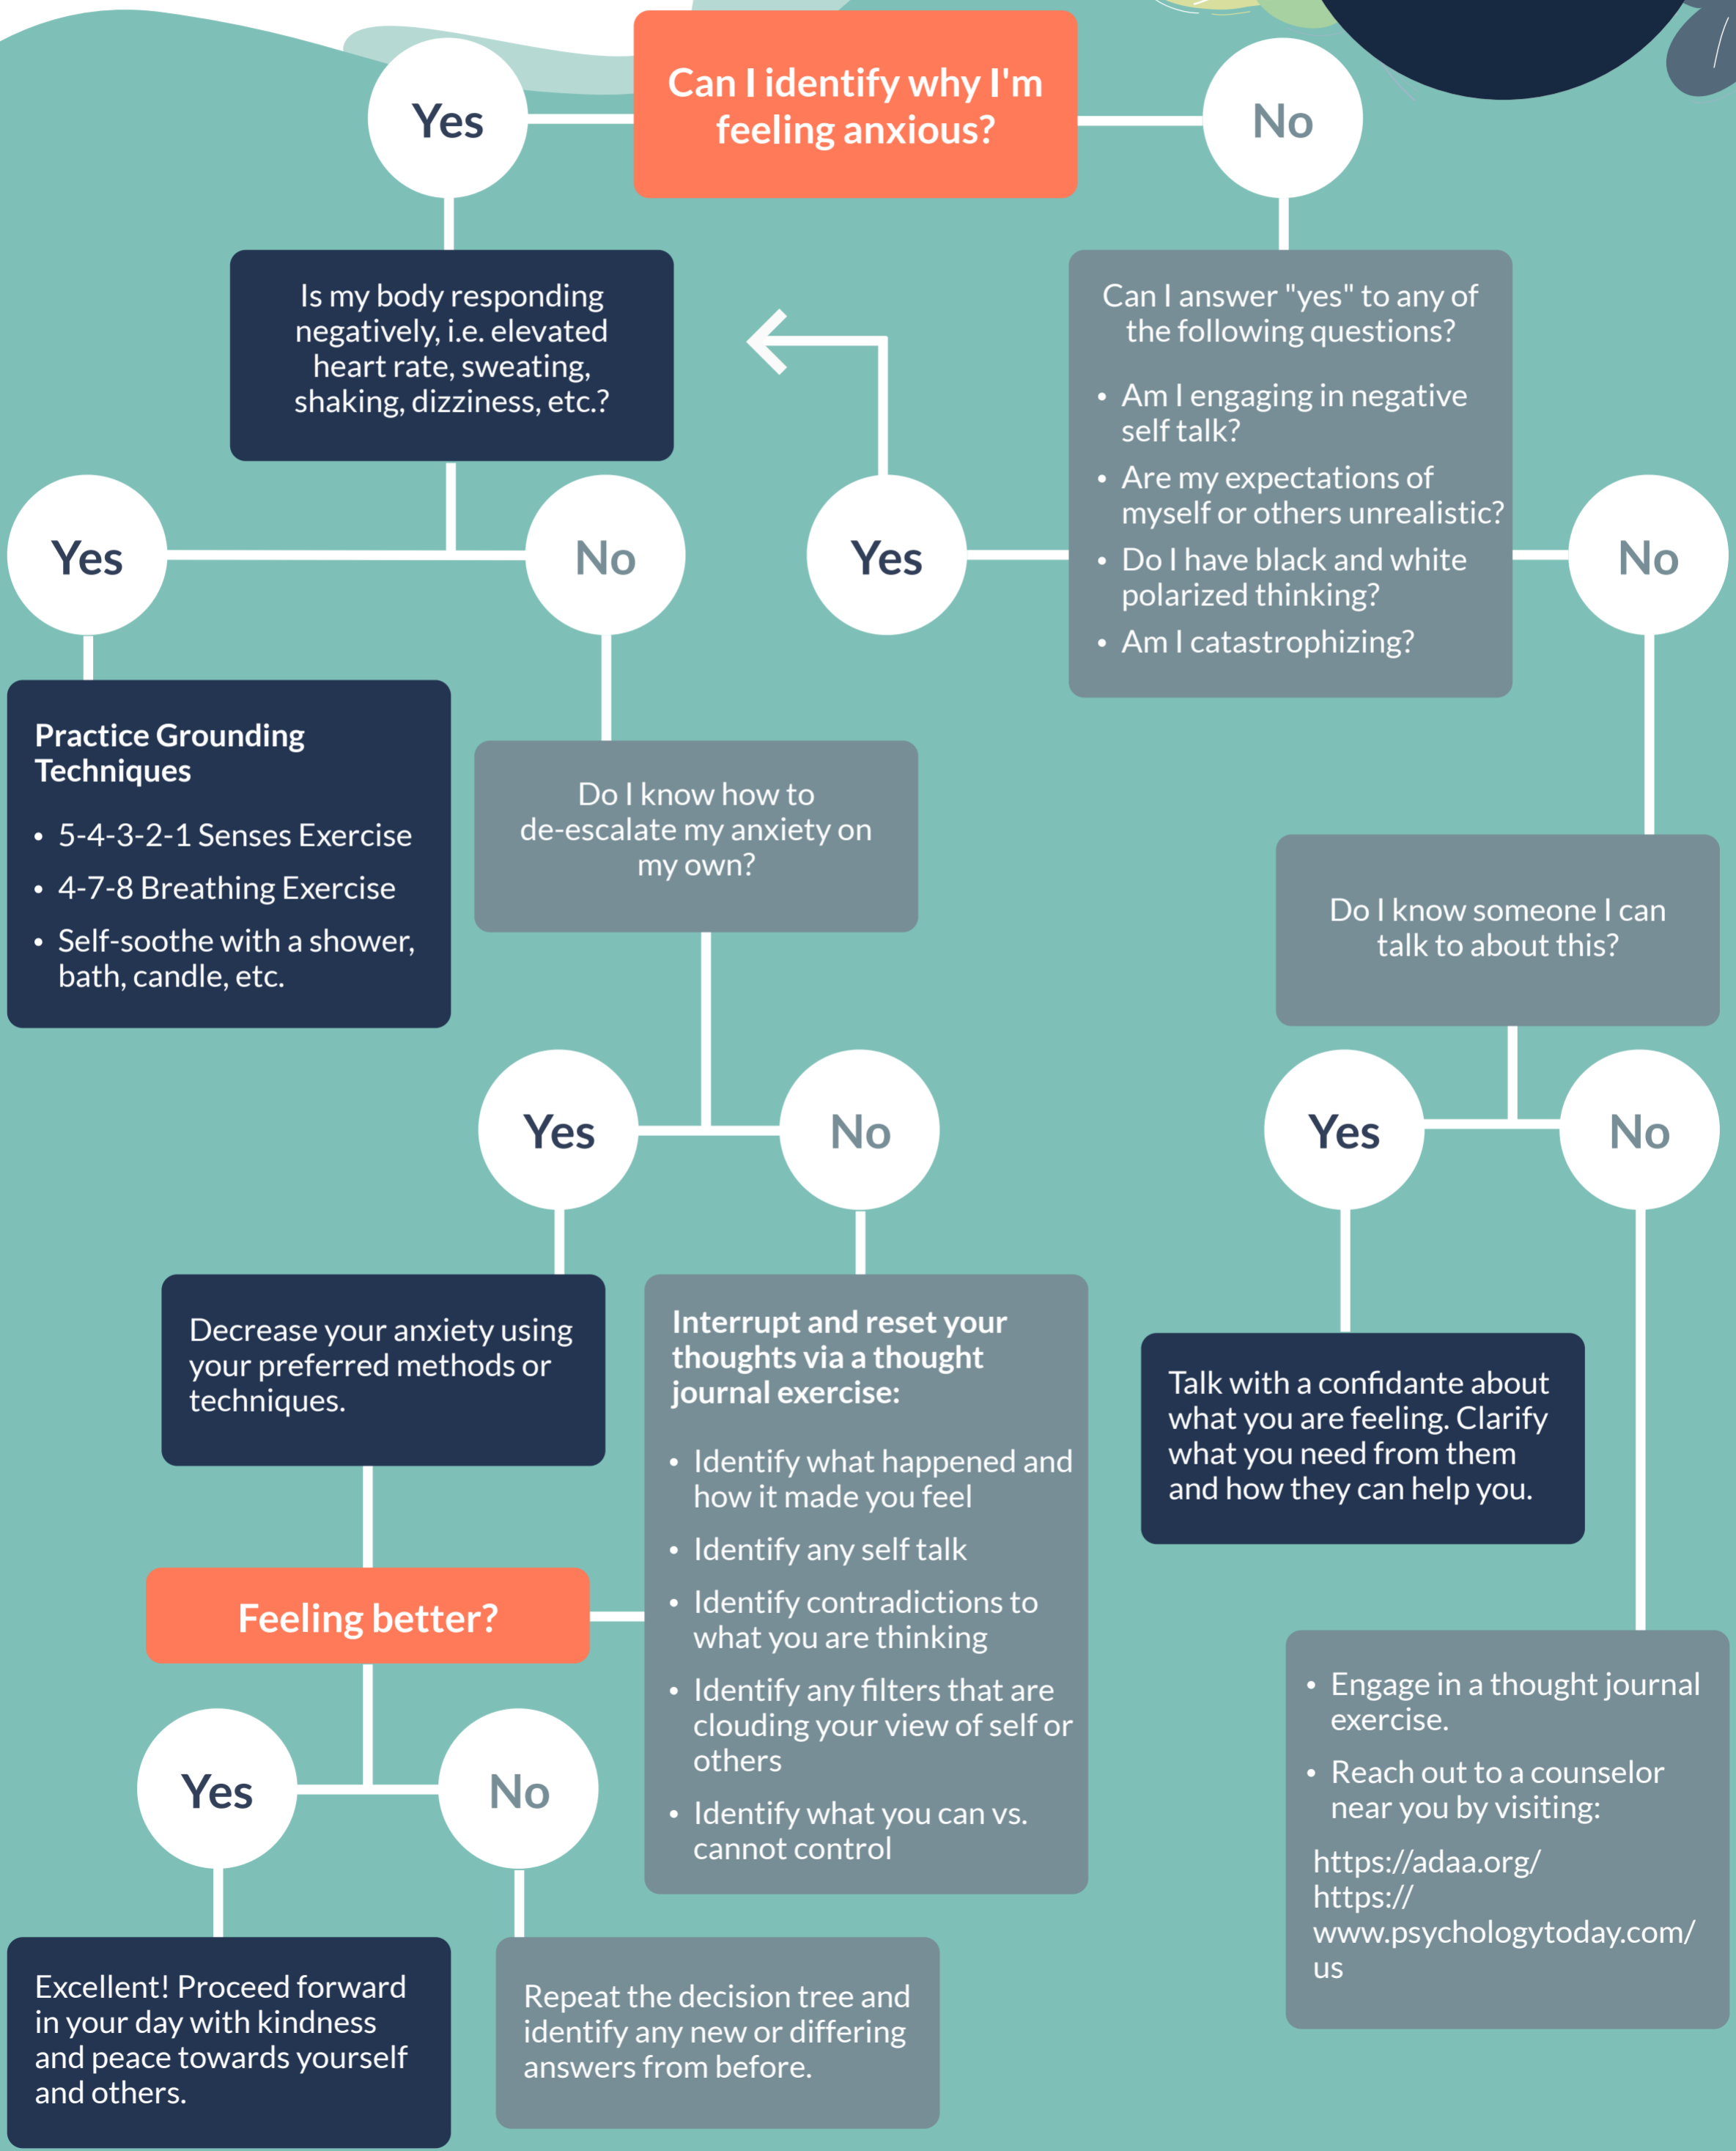 Can I identify why I'm
feeling anxious?
Yes
No
Is my body responding
negatively, i.e. elevated
heart rate, sweating,
shaking, dizziness, etc.?
Can I answer "yes" to any of
the following questions?
• Am I engaging in negative
self talk?
• Are my expectations of
myself or others unrealistic?
• Do I have black and white
polarized thinking?
• Am I catastrophizing?
Yes
No
Yes
No
Practice Grounding
Techniques
• 5-4-3-2-1 Senses Exercise
• 4-7-8 Breathing Exercise
• Self-soothe with a shower,
bath, candle, etc.
Do I know how to
de-escalate my anxiety on
my own?
Do I know someone I can
talk to about this?
Yes
No
Yes
No
Decrease your anxiety using
your preferred methods or
techniques.
Interrupt and reset your
thoughts via a thought
journal exercise:
• Identify what happened and
how it made you feel
• Identify any self talk
• Identify contradictions to
what you are thinking
• Identify any filters that are
clouding your view of self or
others
• Identify what you can vs.
cannot control
Talk with a confidante about
what you are feeling. Clarify
what you need from them
and how they can help you.
Feeling better?
Yes
No
• Engage in a thought journal
exercise.
• Reach out to a counselor
near you by visiting:
https://adaa.org/
https://
www.psychologytoday.com/
us
Excellent! Proceed forward
in your day with kindness
and peace towards yourself
and others.
Repeat the decision tree and
identify any new or differing
answers from before.